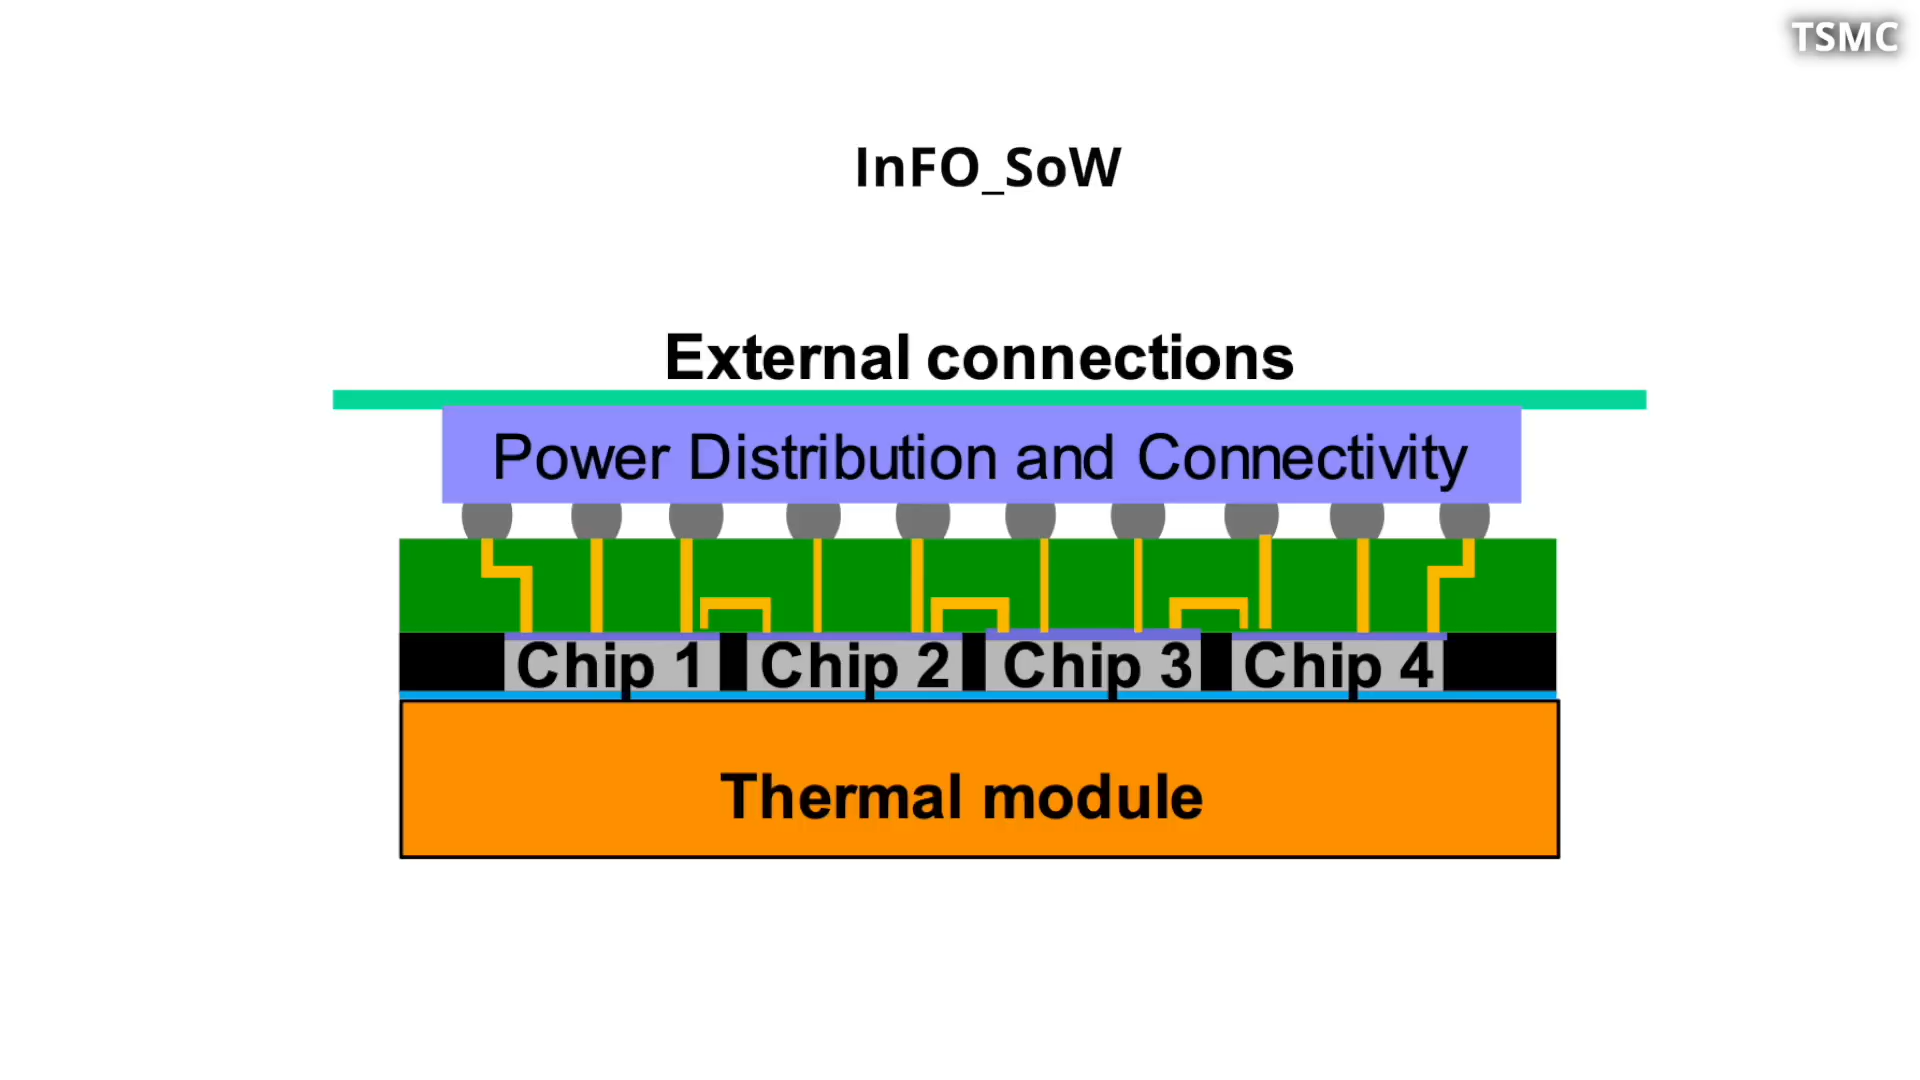 TSMC
InFO_SoW
External connections
Power Distribution and Connectivity
Chip 1 Chip 2 Chip 3 Chip 4
Thermal module